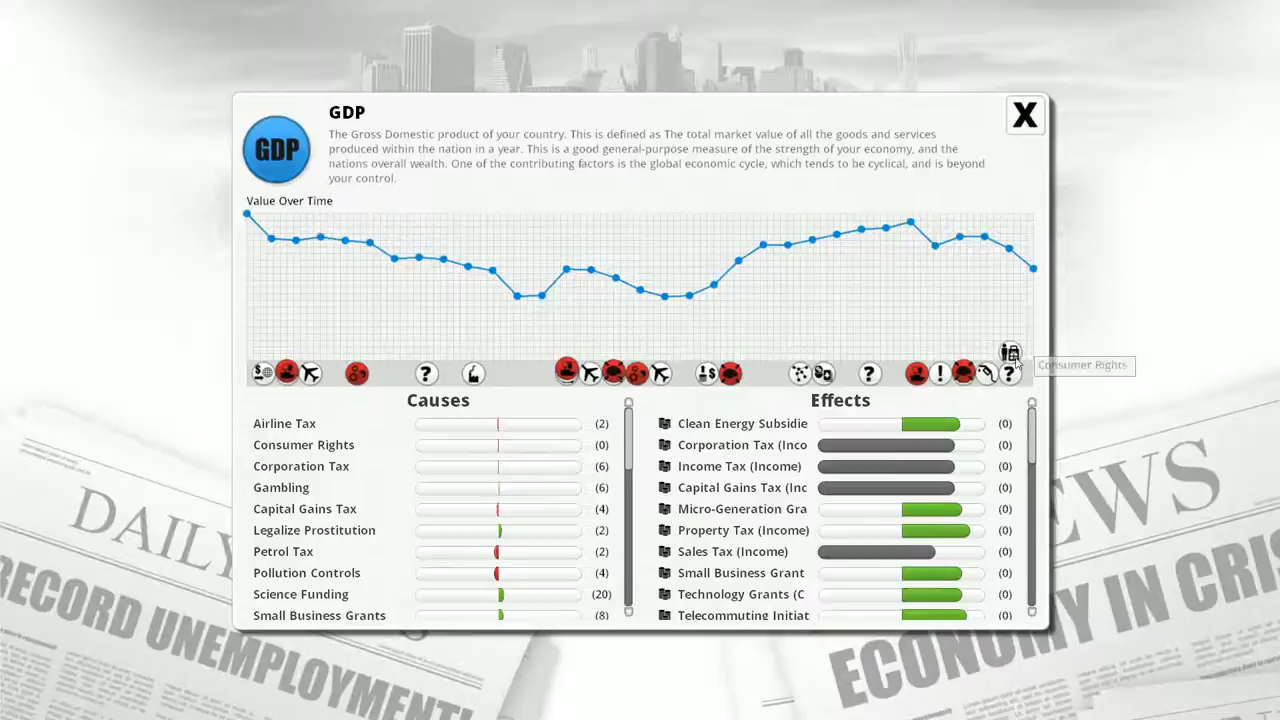 GDP
GDP
X
The Gross Domestic product of your country. This is defined as The total market value of all the goods and services
produced within the nation in a year. This is a good general-purpose measure of the strength of your economy, and the
nations overall wealth. One of the contributing factors is the global economic cycle, which tends to be cyclical, and is beyond
your control.
Value Over Time
Consumer Rights
Causes
Effects
Airline Tax (2)
Consumer Rights (0)
Corporation Tax (6)
Gambling (6)
Capital Gains Tax (4)
Legalize Prostitution (2)
Petrol Tax (2)
Pollution Controls (4)
Science Funding (20)
Small Business Grants (8)
Clean Energy Subsidie (0)
Corporation Tax (Inco (0)
Income Tax (Income) (0)
Capital Gains Tax (Inc (0)
Micro-Generation Gra (0)
Property Tax (Income) (0)
Sales Tax (Income) (0)
Small Business Grant (0)
Technology Grants (C (0)
Telecommuting Initiat (0)
DAILY
RECORD UNEMPLOYMENT!
EWS
ECONOMY IN CRIS